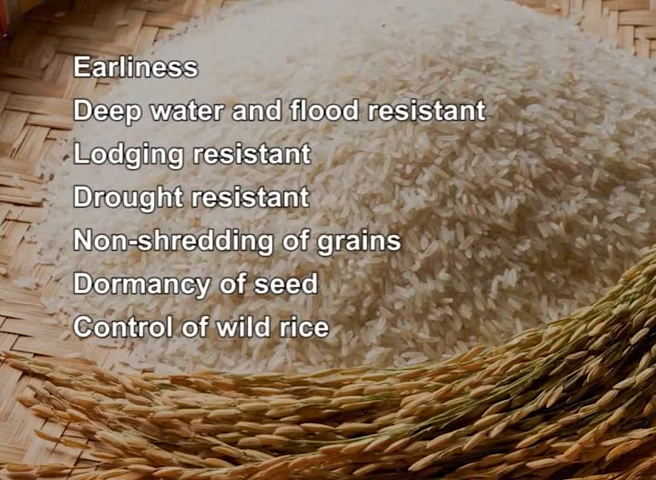 Earliness
Deep water and flood resistant
Lodging resistant
Drought resistant
Non-shredding of grains
Dormancy of seed
Control of wild rice